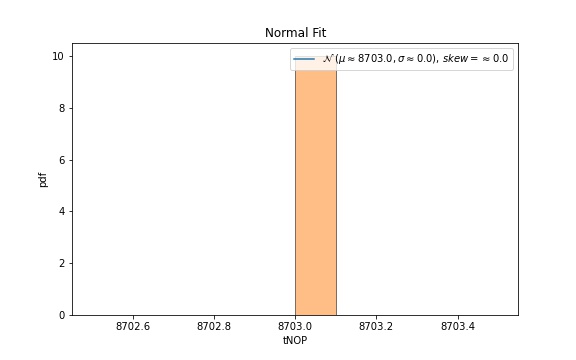 Normal Fit
𝒩 (μ ≈ 8703.0, σ ≈ 0.0), skew = ≈ 0.0
10
8
6
4
2
0
pdf
8702.6 8702.8 8703.0 8703.2 8703.4
tNOP